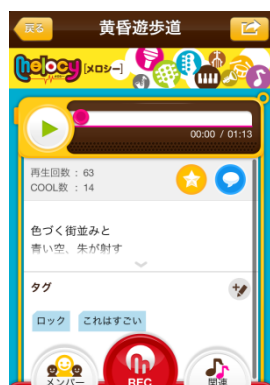 戻る
黄昏遊歩道
melocy [メロシー]
00:00 / 01:13
再生回数 : 63
COOL数 : 14
色づく街並みと
青い空、朱が射す
タグ
ロック これはすごい
メンバー REC 関連